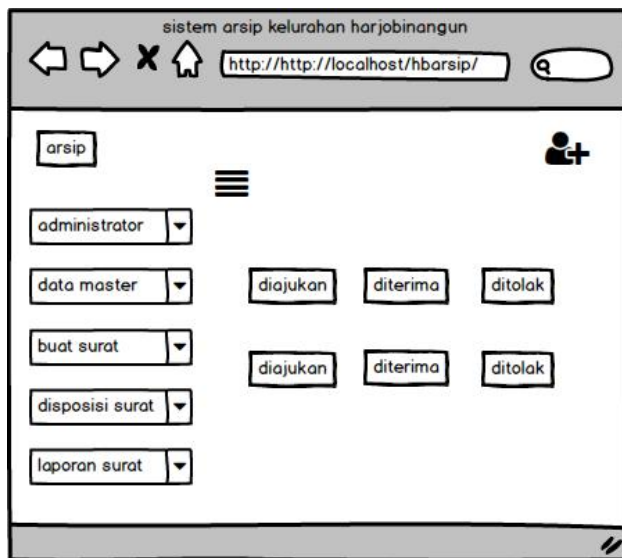 sistem arsip kelurahan harjobinangun
http://http://localhost/hbarsip/
arsip
administrator
data master
diajukan diterima ditolak
buat surat
diajukan diterima ditolak
disposisi surat
laporan surat